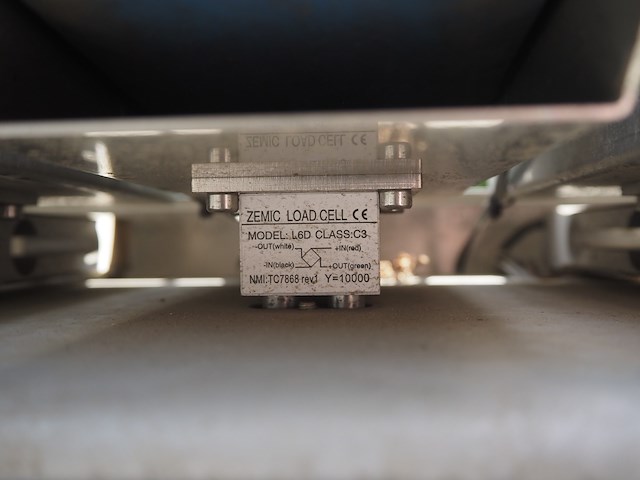 ZEMIC LOAD CELL CE
ZEMIC LOAD CELL CE
MODEL: L6D CLASS:C3
-OUT(white) +IN(red)
-IN(black) +OUT(green)
NMI:TC7868 rev1 Y=10000